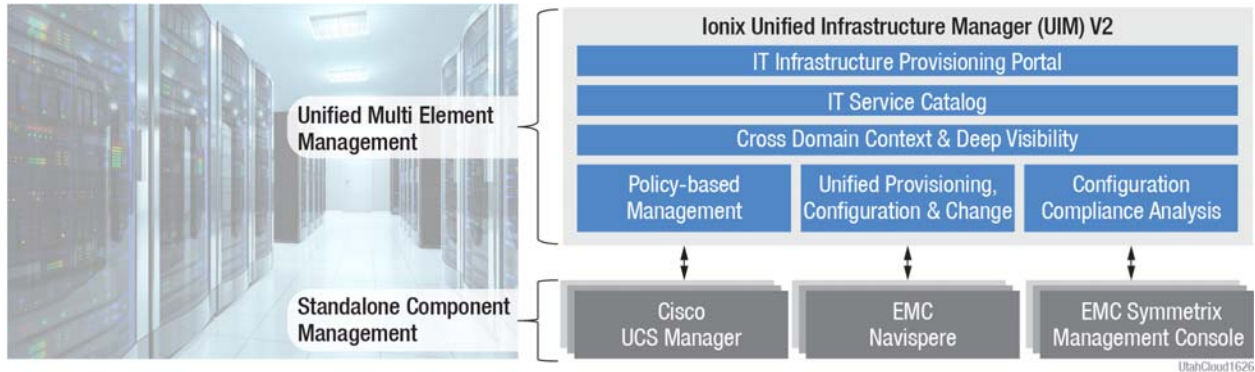 Ionix Unified Infrastructure Manager (UIM) V2
IT Infrastructure Provisioning Portal
IT Service Catalog
Cross Domain Context & Deep Visibility
Unified Multi Element
Management
Policy-based
Management
Unified Provisioning,
Configuration & Change
Configuration
Compliance Analysis
Standalone Component
Management
Cisco
UCS Manager
EMC
Navispere
EMC Symmetrix
Management Console
UtahCloud1626